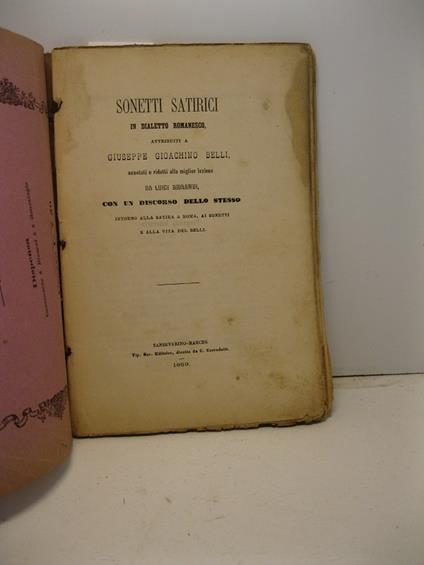 SONETTI SATIRICI
IN DIALETTO ROMANESCO,
ATTRIBUITI A
GIUSEPPE GIOACHINO BELLI,
annotati e ridotti alla miglior lezione
DA LUIGI MORANDI,
CON UN DISCORSO DELLO STESSO
INTORNO ALLA SATIRA A ROMA, AI SONETTI
E ALLA VITA DEL BELLI.
SANSEVERINO-MARCHE
Tip. Soc. Editrice, diretta da C. Corradetti.
1869.
Dispensa